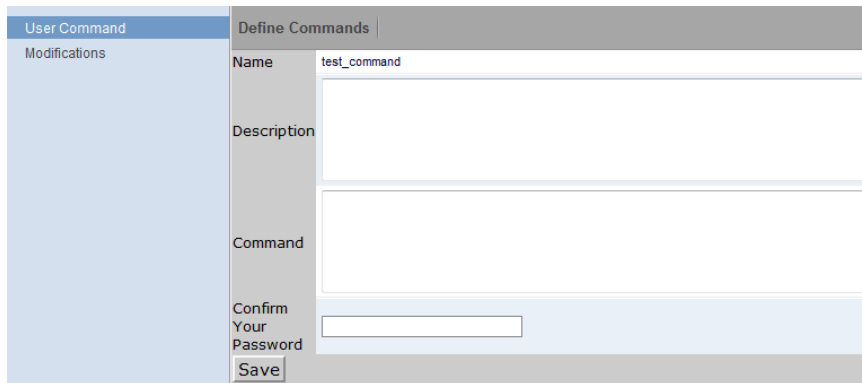 User Command
Modifications
Define Commands
Name test_command
Description
Command
Confirm
Your
Password
Save